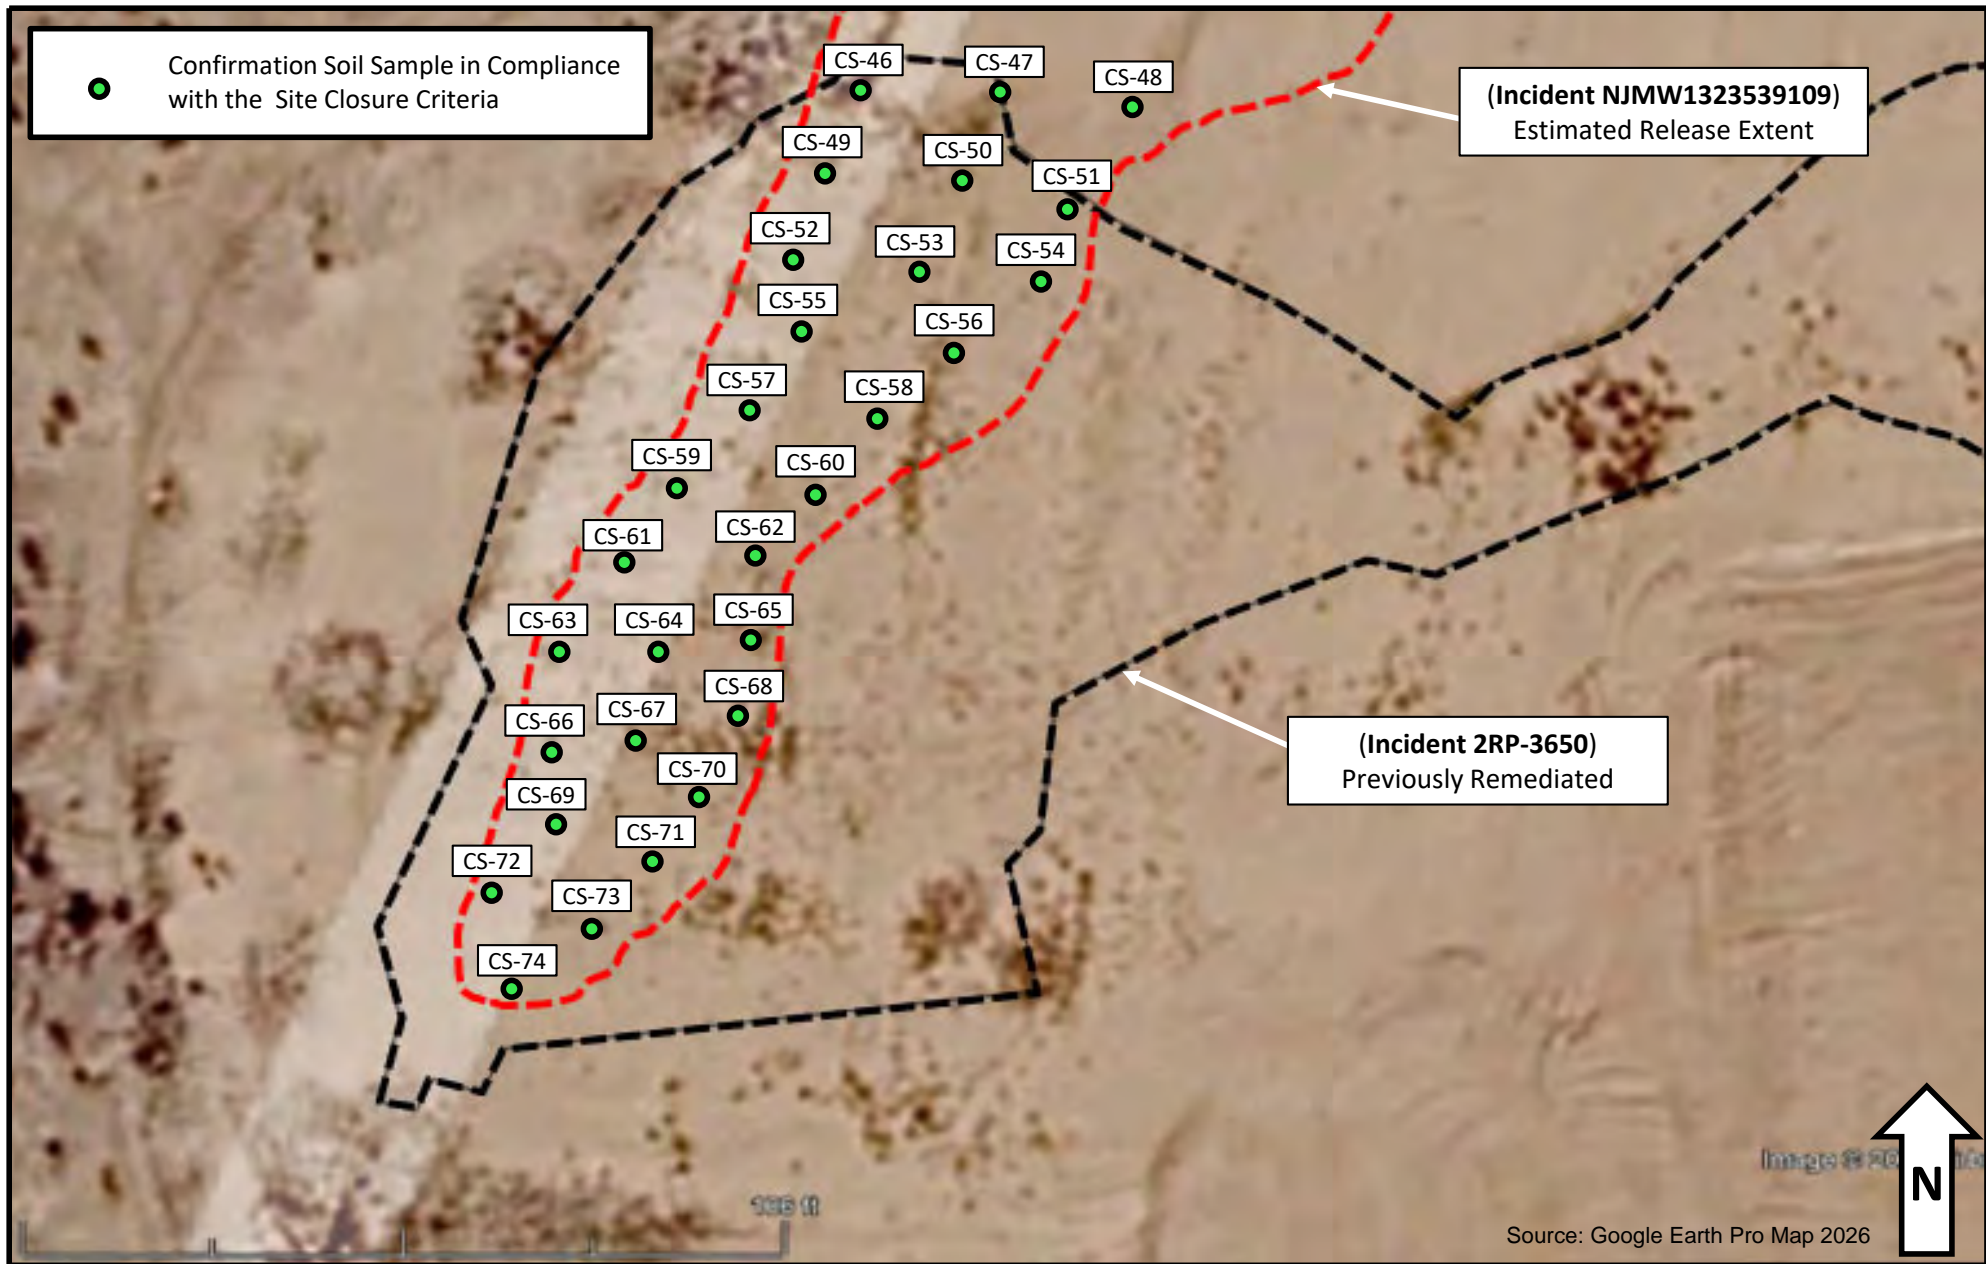 Confirmation Soil Sample in Compliance
with the Site Closure Criteria
CS-46
CS-47
CS-48
(Incident NJMW1323539109)
Estimated Release Extent
CS-49
CS-50
CS-51
CS-52
CS-53
CS-54
CS-55
CS-56
CS-57
CS-58
CS-59
CS-60
CS-61
CS-62
CS-63
CS-64
CS-65
CS-66
CS-67
CS-68
(Incident 2RP-3650)
Previously Remediated
CS-69
CS-70
CS-71
CS-72
CS-73
CS-74
Image ©
N
Source: Google Earth Pro Map 2026